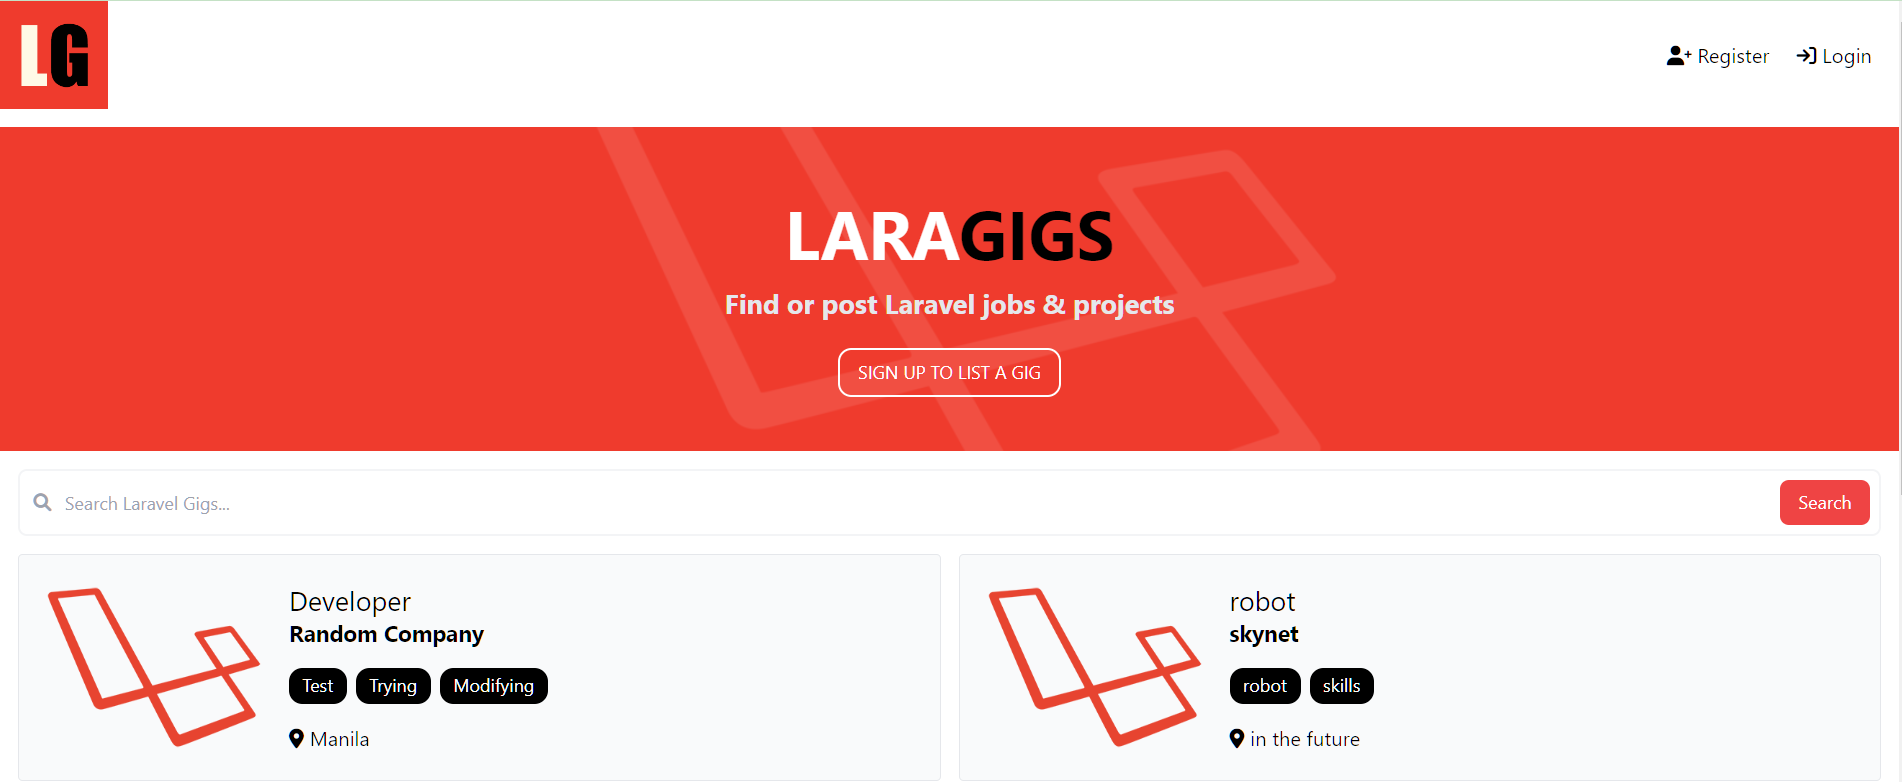 LG
Register Login
LARAGIGS
Find or post Laravel jobs & projects
SIGN UP TO LIST A GIG
Search Laravel Gigs...
Search
Developer
Random Company
Test Trying Modifying
Manila
robot
skynet
robot skills
in the future